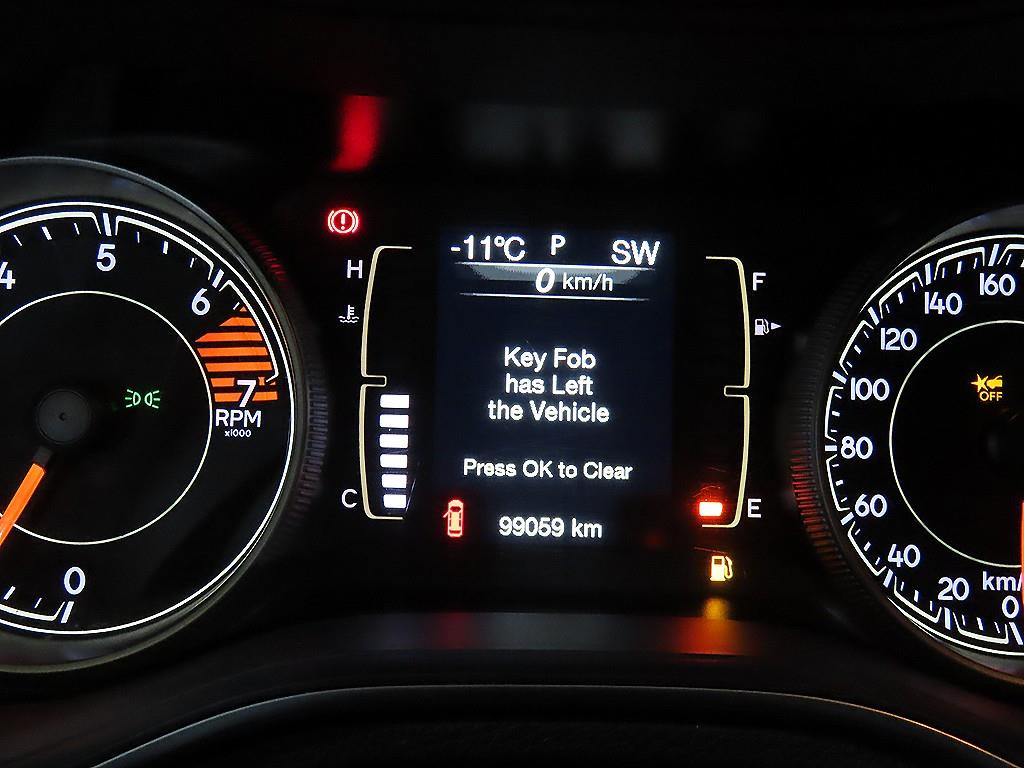 -11°C P SW
0 km/h
Key Fob
has Left
the Vehicle
Press OK to Clear
99059 km
H
C
F
E
4
5
6
7
RPM
x1000
0
160
140
120
100
80
60
40
20
0
km/
OFF